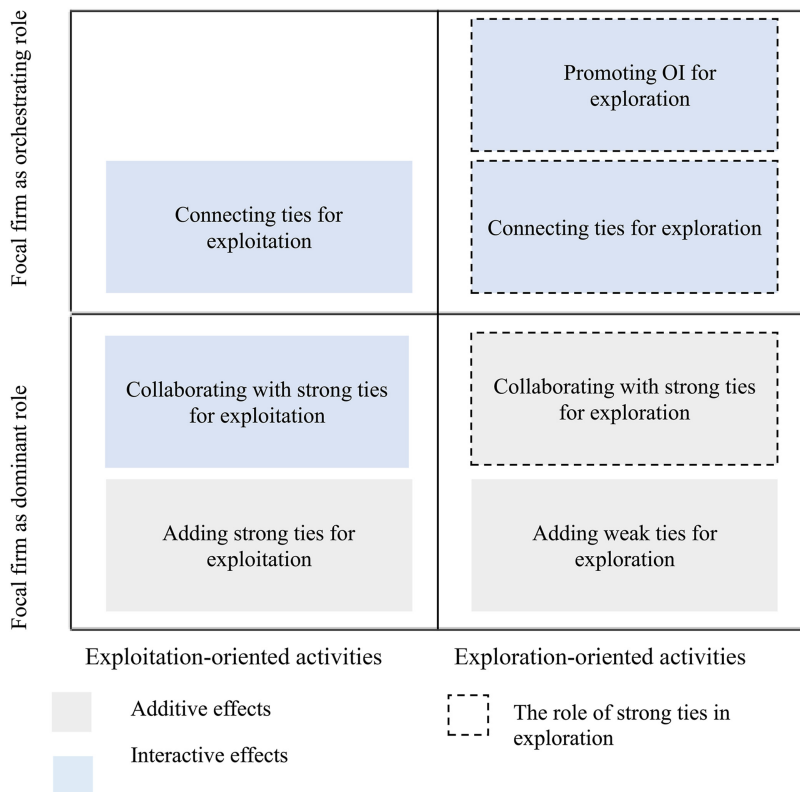 Focal firm as orchestrating role
Promoting OI for
exploration
Connecting ties for
exploitation
Connecting ties for exploration
Focal firm as dominant role
Collaborating with strong ties
for exploitation
Collaborating with strong ties
for exploration
Adding strong ties for
exploitation
Adding weak ties for
exploration
Exploitation-oriented activities
Exploration-oriented activities
Additive effects
Interactive effects
The role of strong ties in
exploration